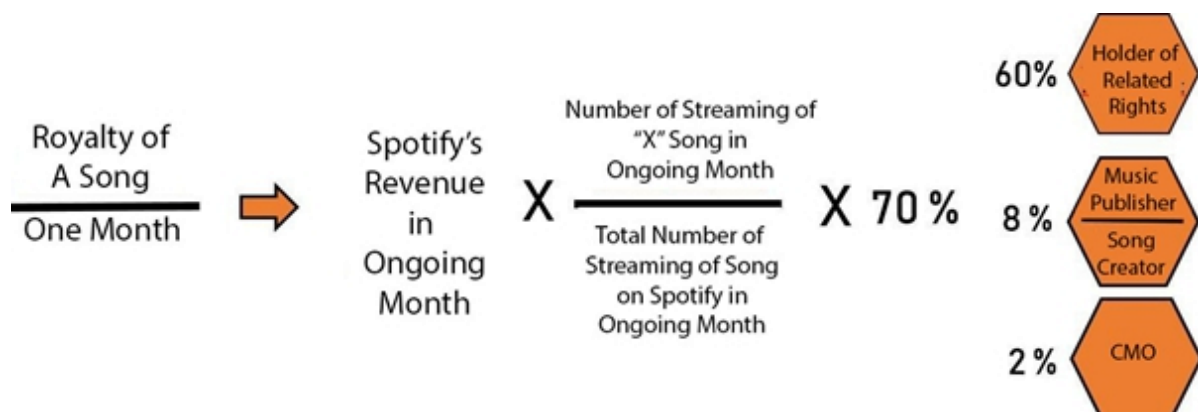 Royalty of
A Song
One Month
Spotify's
Revenue
in
Ongoing
Month
X
Number of Streaming of
"X" Song in
Ongoing Month
Total Number of
Streaming of Song
on Spotify in
Ongoing Month
X 70 %
60%
Holder of
Related
Rights
8 %
Music
Publisher
Song
Creator
2 %
CMO